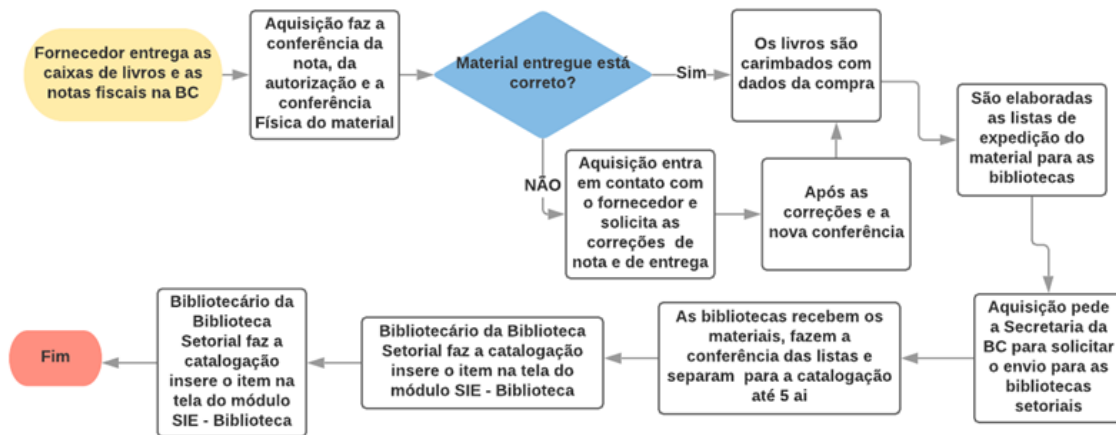 Fornecedor entrega as
caixas de livros e as
notas fiscais na BC
Aquisição faz a
conferência da
nota, da
autorização e a
conferência
Física do material
Material entregue está
correto?
Sim
Os livros são
carimbados com
dados da compra
São elaboradas
as listas de
expedição do
material para as
bibliotecas
NÃO
Aquisição entra
em contato com
o fornecedor e
solicita as
correções de
nota e de entrega
Após as
correções e a
nova conferência
Aquisição pede
a Secretaria da
BC para solicitar
o envio para as
bibliotecas
setoriais
As bibliotecas recebem os
materiais, fazem a
conferência das listas e
separam para a catalogação
até 5 ai
Bibliotecário da Biblioteca
Setorial faz a catalogação
insere o item na tela do
módulo SIE - Biblioteca
Bibliotecário da
Biblioteca
Setorial faz a
catalogação
insere o item na
tela do módulo
SIE - Biblioteca
Fim